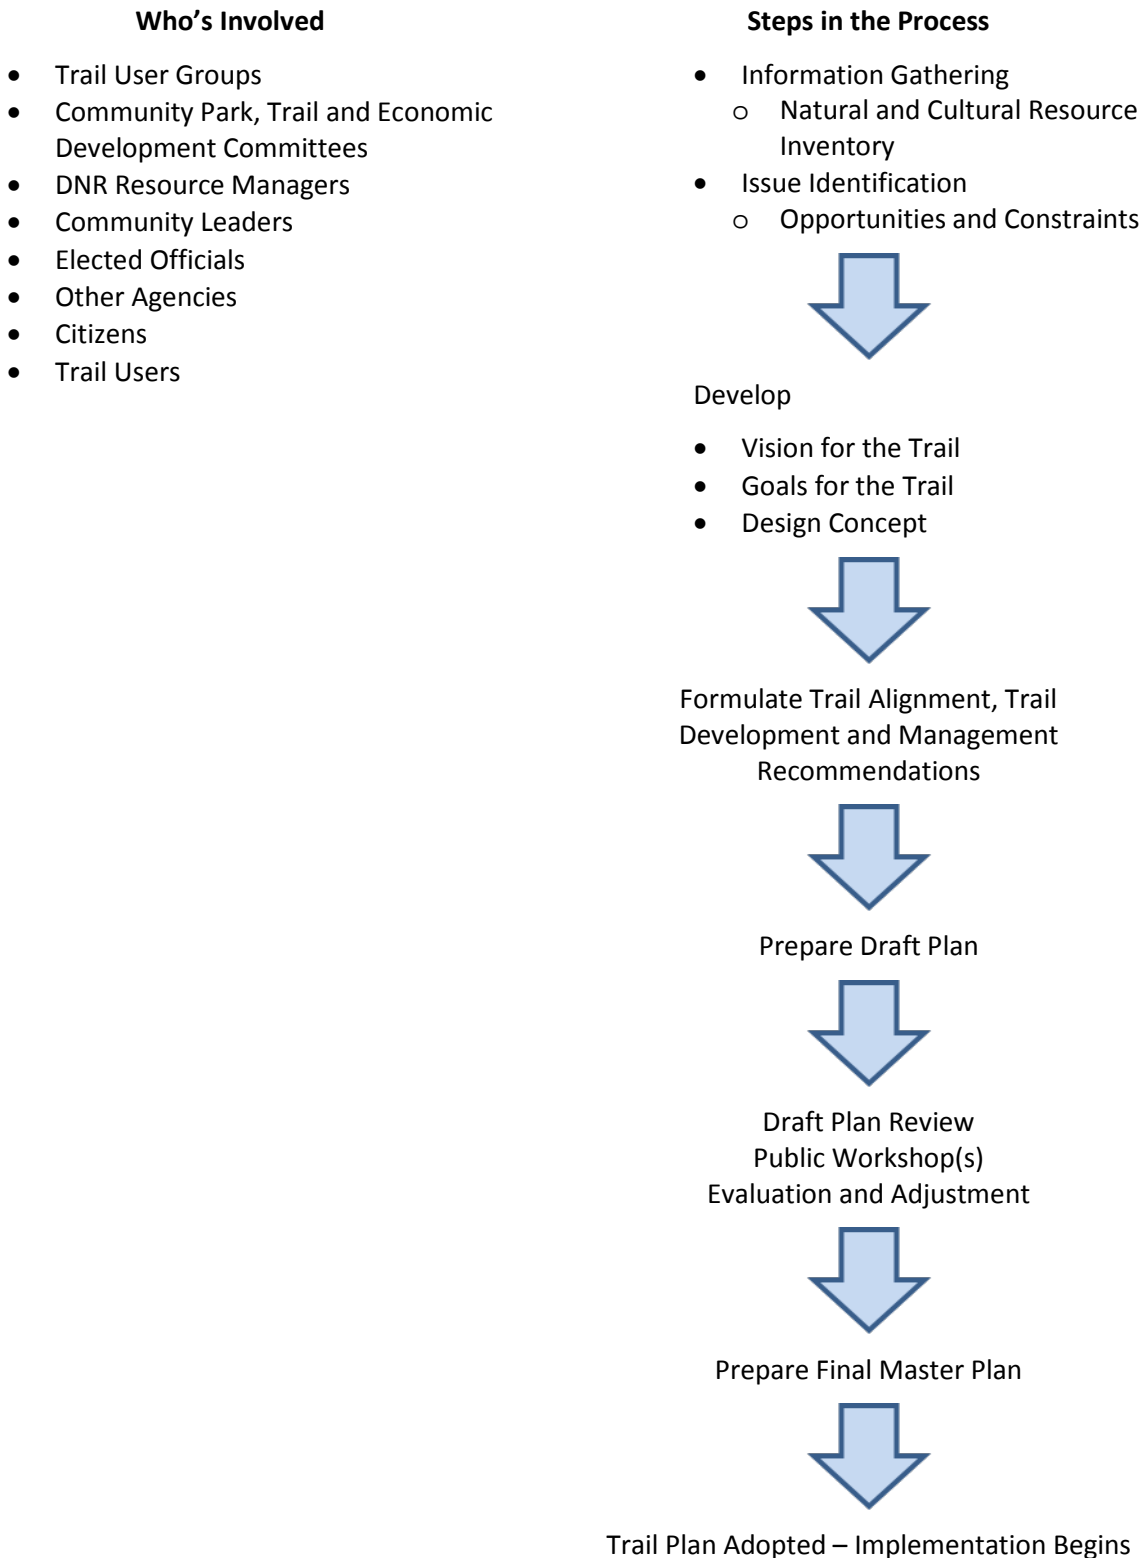 Who’s Involved
• Trail User Groups
• Community Park, Trail and Economic
Development Committees
• DNR Resource Managers
• Community Leaders
• Elected Officials
• Other Agencies
• Citizens
• Trail Users
Steps in the Process
• Information Gathering
o Natural and Cultural Resource
Inventory
• Issue Identification
o Opportunities and Constraints
Develop
• Vision for the Trail
• Goals for the Trail
• Design Concept
Formulate Trail Alignment, Trail
Development and Management
Recommendations
Prepare Draft Plan
Draft Plan Review
Public Workshop(s)
Evaluation and Adjustment
Prepare Final Master Plan
Trail Plan Adopted – Implementation Begins